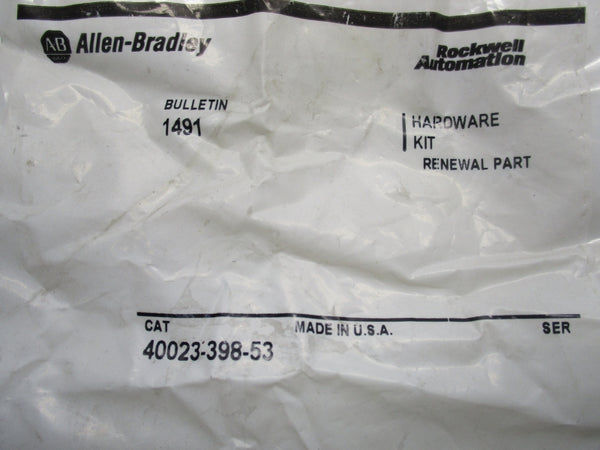 AB Allen-Bradley
Rockwell
Automation
BULLETIN
1491
HARDWARE
KIT
RENEWAL PART
CAT MADE IN U.S.A. SER
40023-398-53